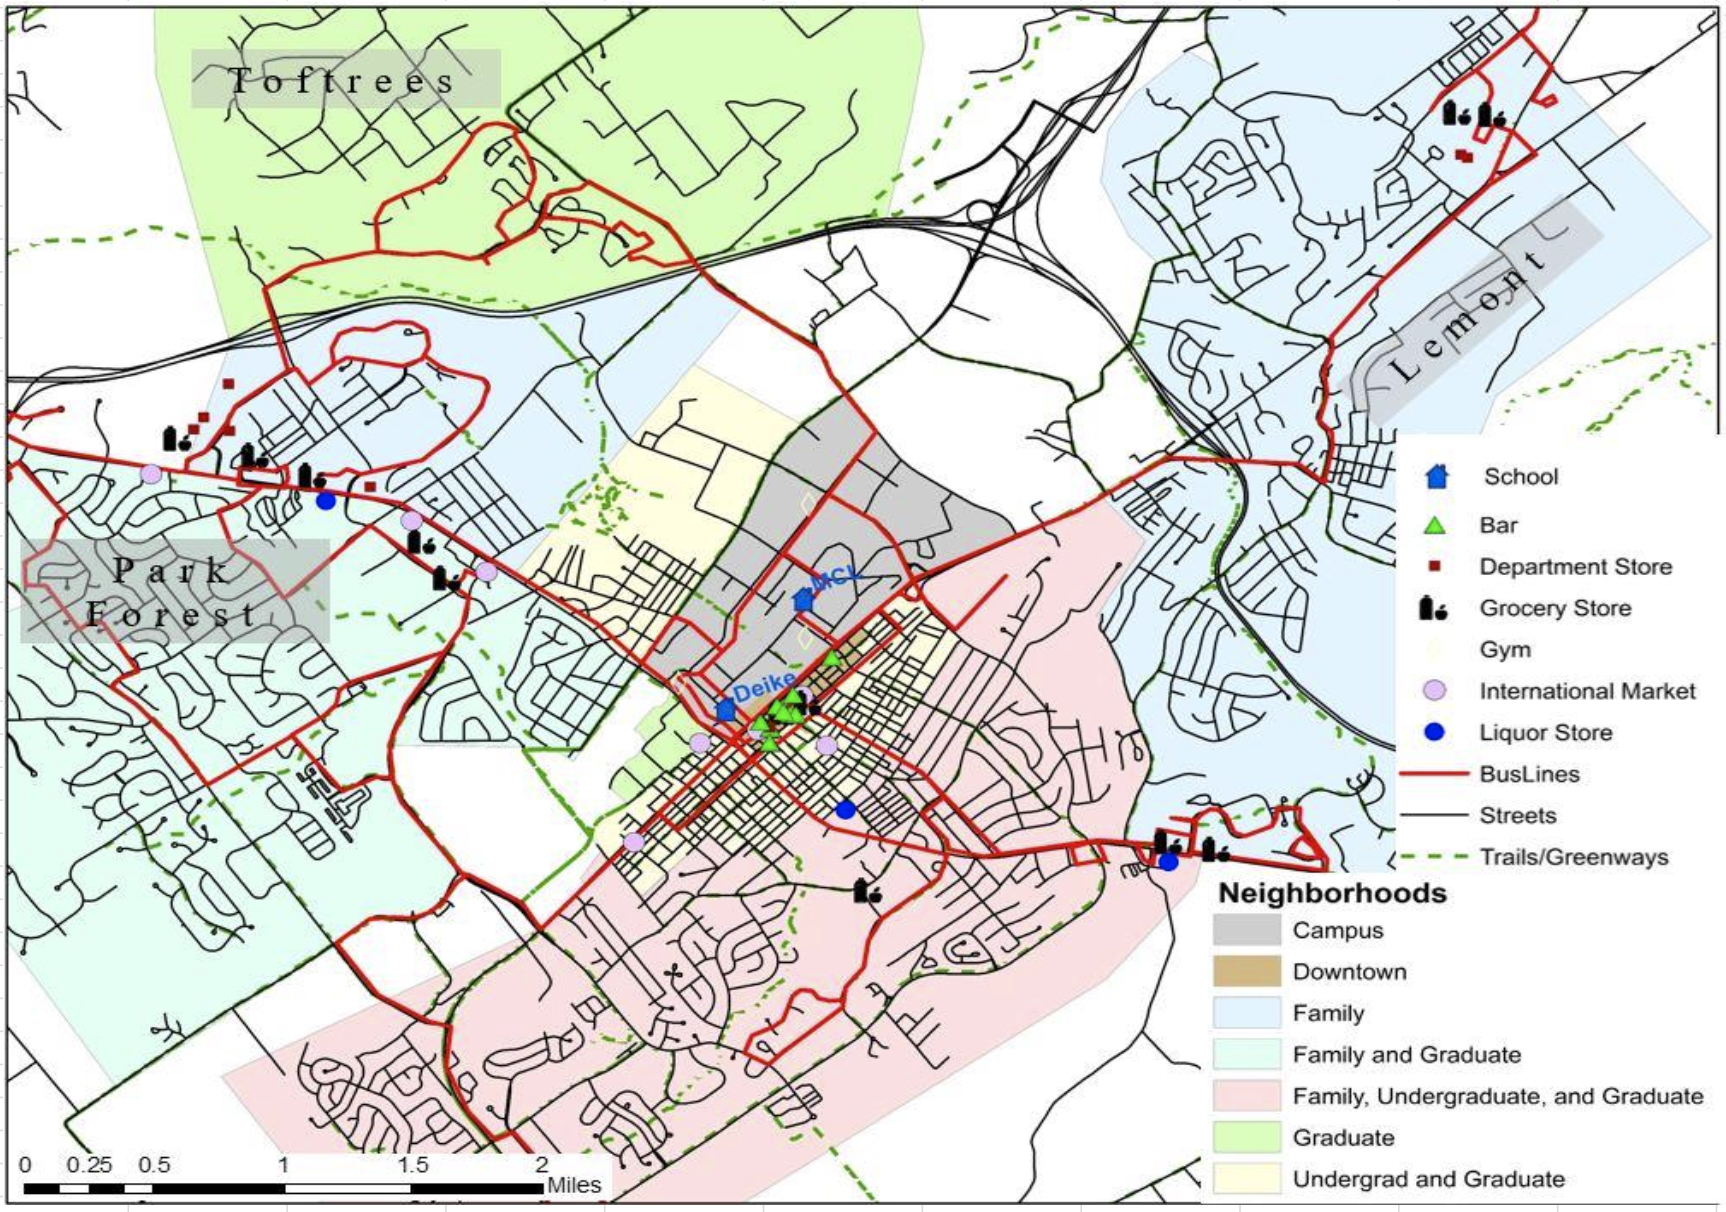 Toftrees
Lemont
Park
Forest
MCL
Deike
School
Bar
Department Store
Grocery Store
Gym
International Market
Liquor Store
BusLines
Streets
Trails/Greenways
Neighborhoods
Campus
Downtown
Family
Family and Graduate
Family, Undergraduate, and Graduate
Graduate
Undergrad and Graduate
0 0.25 0.5 1 1.5 2
Miles